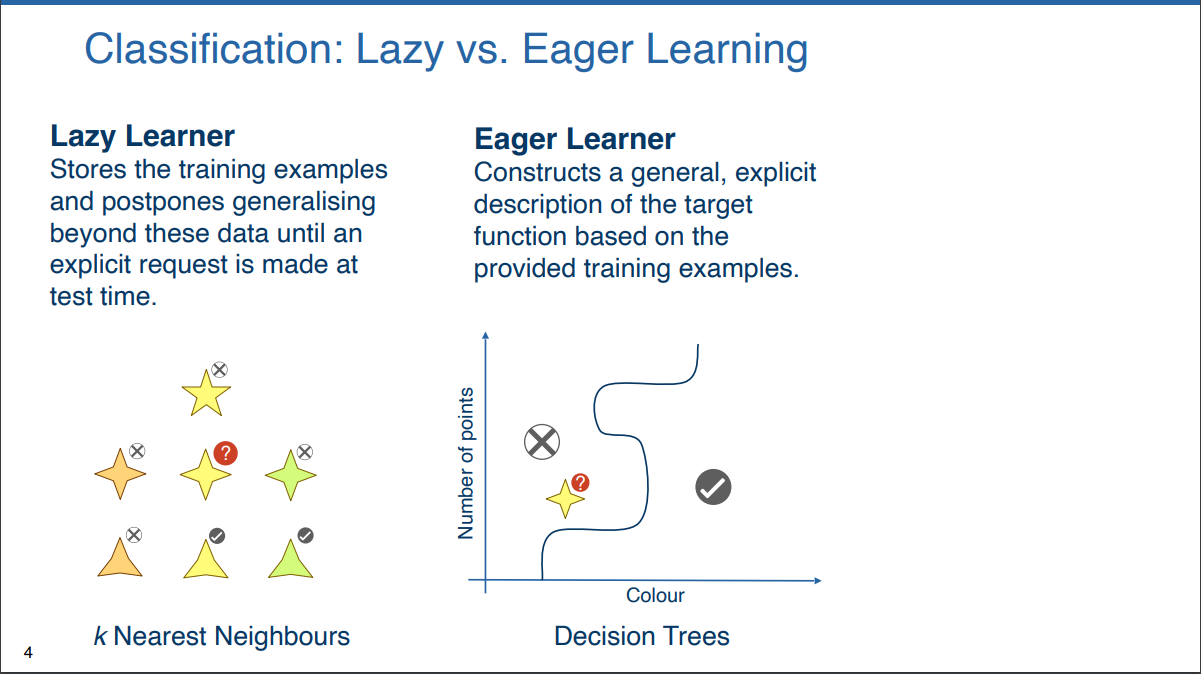 Classification: Lazy vs. Eager Learning
Lazy Learner
Stores the training examples
and postpones generalising
beyond these data until an
explicit request is made at
test time.
?
k Nearest Neighbours
Eager Learner
Constructs a general, explicit
description of the target
function based on the
provided training examples.
Number of points
?
Colour
Decision Trees
4